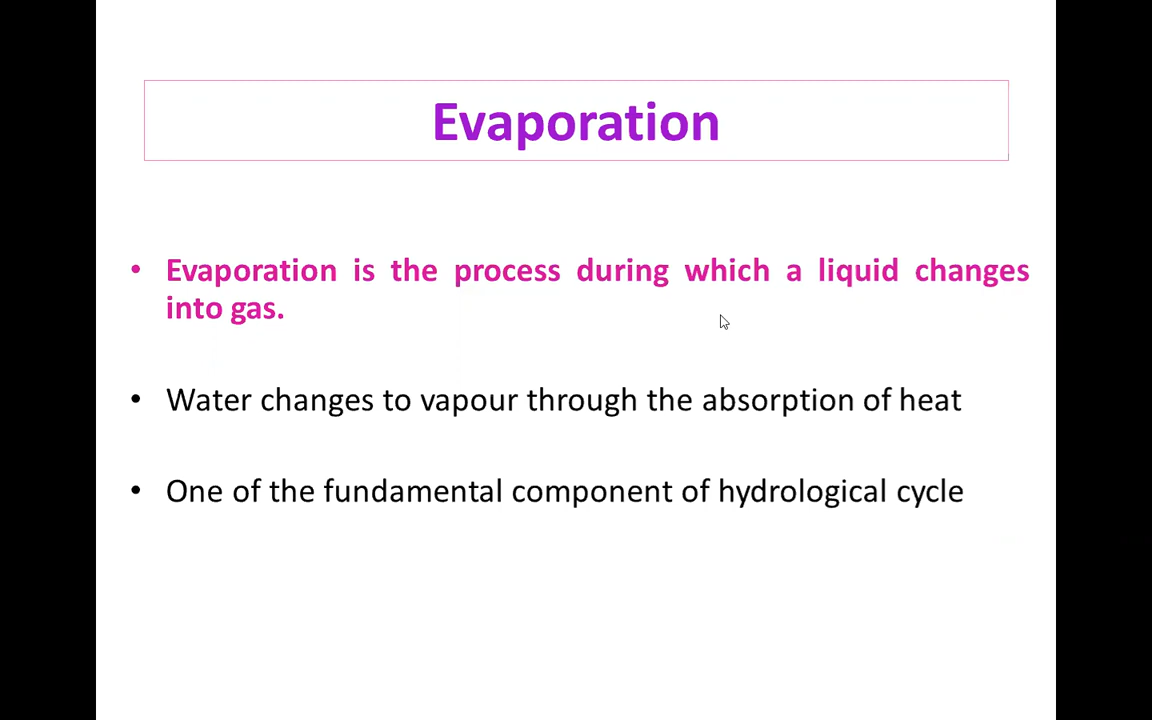 Evaporation
• Evaporation is the process during which a liquid changes
into gas.
• Water changes to vapour through the absorption of heat
• One of the fundamental component of hydrological cycle